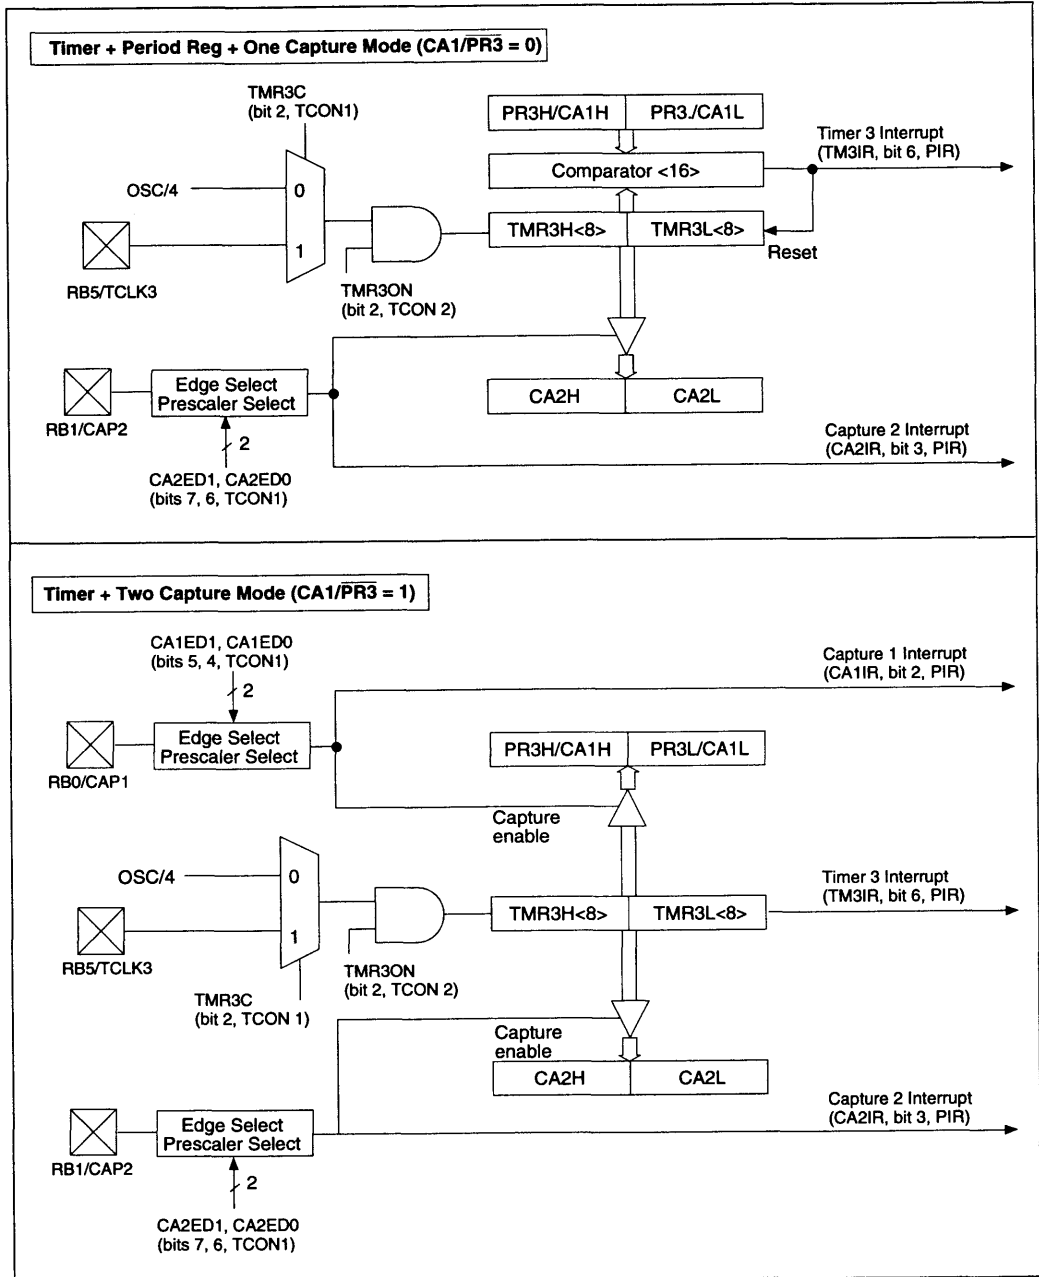 Timer + Period Reg + One Capture Mode (CA1/PR3 = 0)
TMR3C
(bit 2, TCON1)
PR3H/CA1H
PR3./CA1L
Timer 3 Interrupt
(TM3IR, bit 6, PIR)
Comparator <16>
OSC/4
0
TMR3H<8>
TMR3L<8>
1
Reset
RB5/TCLK3
TMR3ON
(bit 2, TCON 2)
Edge Select
Prescaler Select
CA2H
CA2L
RB1/CAP2
Capture 2 Interrupt
(CA2IR, bit 3, PIR)
2
CA2ED1, CA2ED0
(bits 7, 6, TCON1)
Timer + Two Capture Mode (CA1/PR3 = 1)
CA1ED1, CA1ED0
(bits 5, 4, TCON1)
Capture 1 Interrupt
(CA1IR, bit 2, PIR)
2
Edge Select
Prescaler Select
PR3H/CA1H
PR3L/CA1L
RB0/CAP1
Capture
enable
OSC/4
0
Timer 3 Interrupt
(TM3IR, bit 6, PIR)
TMR3H<8>
TMR3L<8>
1
RB5/TCLK3
TMR3ON
(bit 2, TCON 2)
TMR3C
(bit 2, TCON 1)
Capture
enable
CA2H
CA2L
Capture 2 Interrupt
(CA2IR, bit 3, PIR)
Edge Select
Prescaler Select
RB1/CAP2
2
CA2ED1, CA2ED0
(bits 7, 6, TCON1)